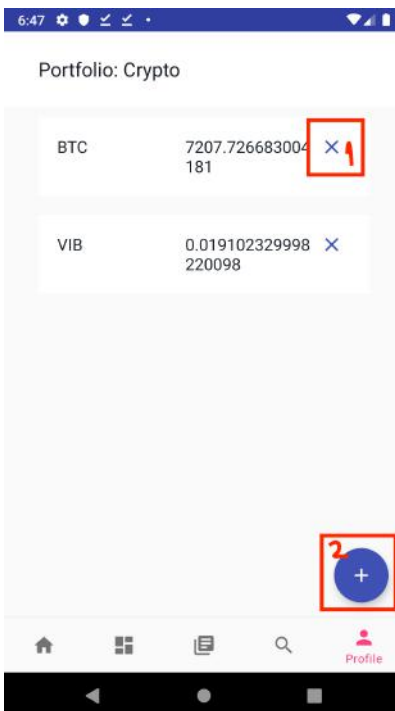 6:47
Portfolio: Crypto
BTC
7207.726683004
181
1
VIB
0.019102329998
220098
2
Profile